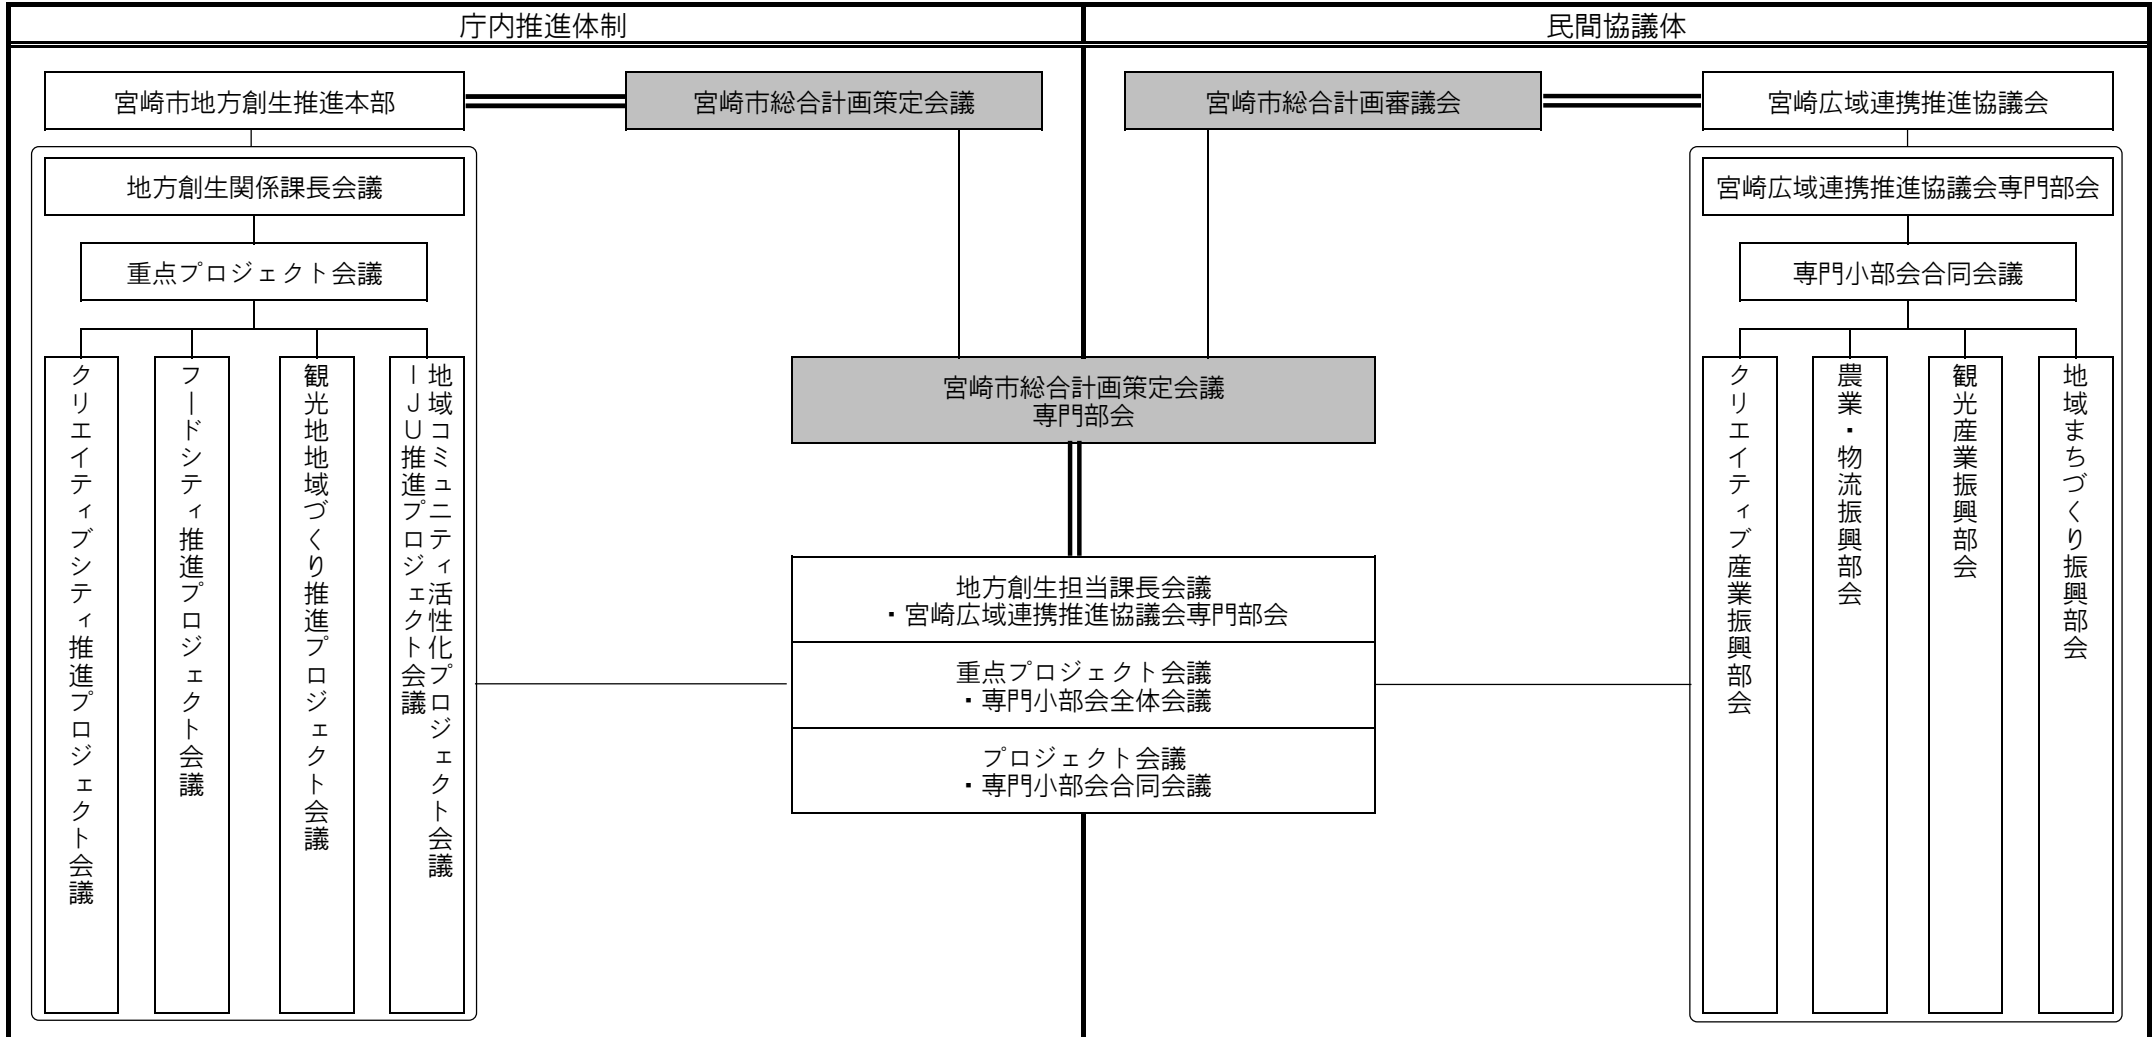 庁内推進体制
民間協議体
宮崎市地方創生推進本部
宮崎市総合計画策定会議
宮崎市総合計画審議会
宮崎広域連携推進協議会
地方創生関係課長会議
宮崎広域連携推進協議会専門部会
重点プロジェクト会議
専門小部会合同会議
クリエイティブシティ推進プロジェクト会議
フードシティ推進プロジェクト会議
観光地地域づくり推進プロジェクト会議
地域コミュニティ活性化プロジェクト会議
ＩＪＵ推進プロジェクト会議
宮崎市総合計画策定会議
専門部会
地方創生担当課長会議
・宮崎広域連携推進協議会専門部会
重点プロジェクト会議
・専門小部会全体会議
プロジェクト会議
・専門小部会合同会議
クリエイティブ産業振興部会
農業・物流振興部会
観光産業振興部会
地域まちづくり振興部会